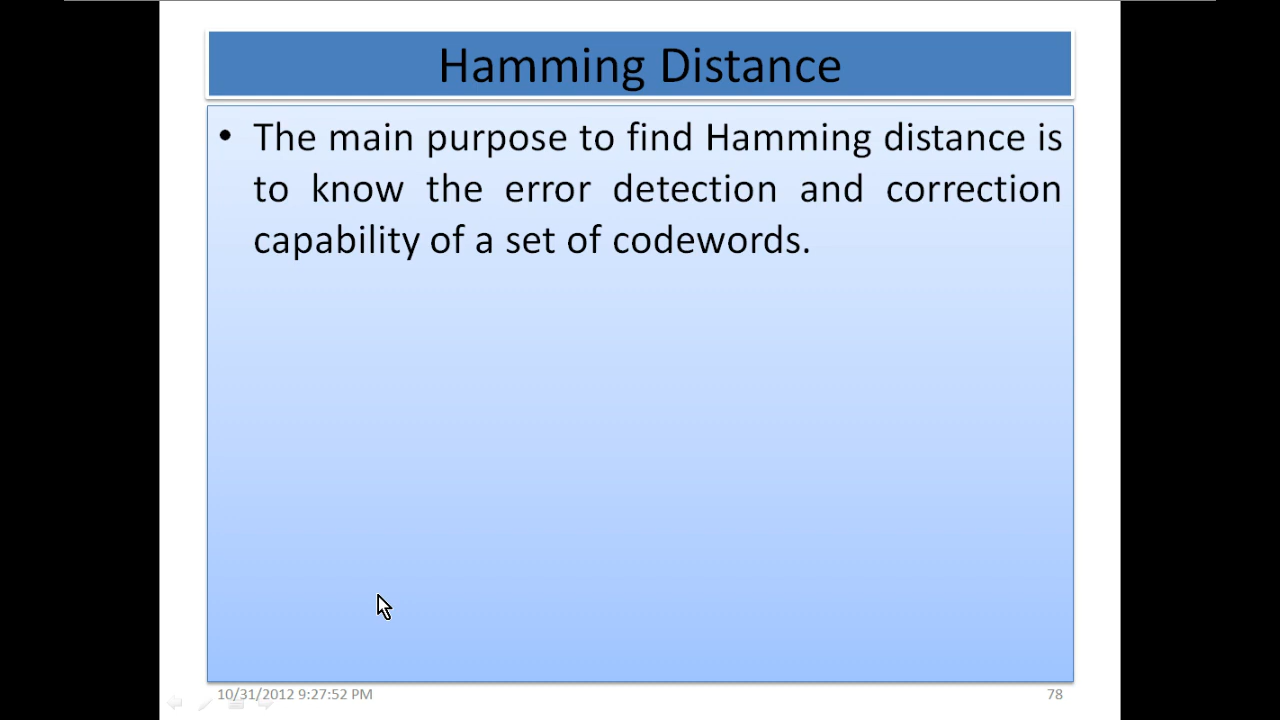 Hamming Distance
• The main purpose to find Hamming distance is
to know the error detection and correction
capability of a set of codewords.
10/31/2012 9:27:52 PM
78